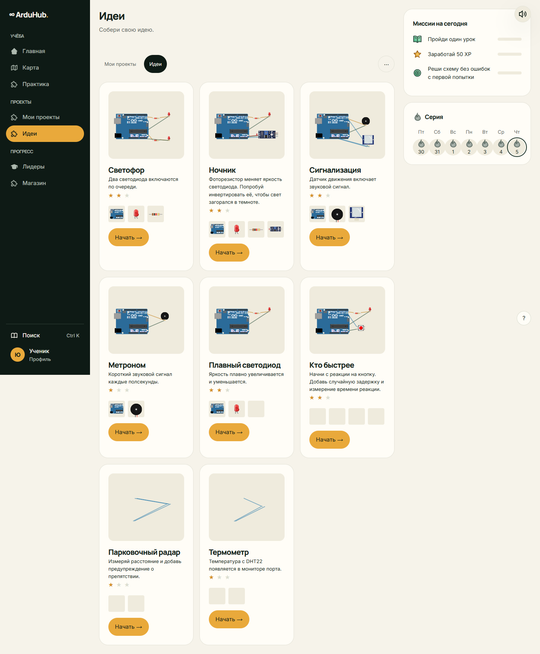 ∞ ArduHub.
УЧЁБА
Главная
Карта
Практика
ПРОЕКТЫ
Мои проекты
Идеи
ПРОГРЕСС
Лидеры
Магазин
Поиск Ctrl K
Ю
Ученик
Профиль
Идеи
Собери свою идею.
Мои проекты
Идеи
...
Светофор
Два светодиода включаются
по очереди.
Начать →
Ночник
Фоторезистор меняет яркость
светодиода. Попробуй
инвертировать её, чтобы свет
загорался в темноте.
Начать →
Сигнализация
Датчик движения включает
звуковой сигнал.
Начать →
Метроном
Короткий звуковой сигнал
каждые полсекунды.
Начать →
Плавный светодиод
Яркость плавно увеличивается
и уменьшается.
Начать →
Кто быстрее
Начни с реакции на кнопку.
Добавь случайную задержку и
измерение времени реакции.
Начать →
Парковочный радар
Измеряй расстояние и добавь
предупреждение о
препятствии.
Начать →
Термометр
Температура с DHT22
появляется в мониторе порта.
Начать →
Миссии на сегодня
Пройди один урок
Заработай 50 XP
Реши схему без ошибок
с первой попытки
Серия
Пт Сб Вс Пн Вт Ср Чт
30 31 1 2 3 4 5
?